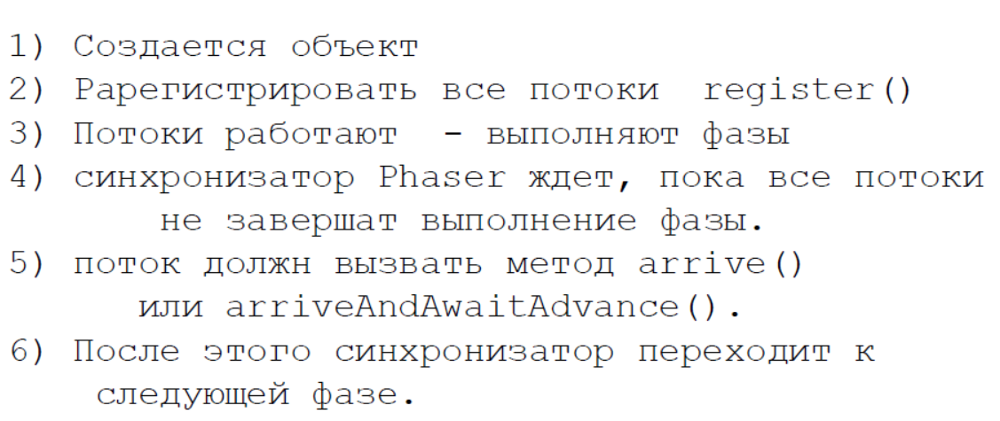 1) Создается объект
2) Рарегистрировать все потоки register()
3) Потоки работают - выполняют фазы
4) синхронизатор Phaser ждет, пока все потоки
не завершат выполнение фазы.
5) поток должн вызвать метод arrive()
или arriveAndAwaitAdvance().
6) После этого синхронизатор переходит к
следующей фазе.